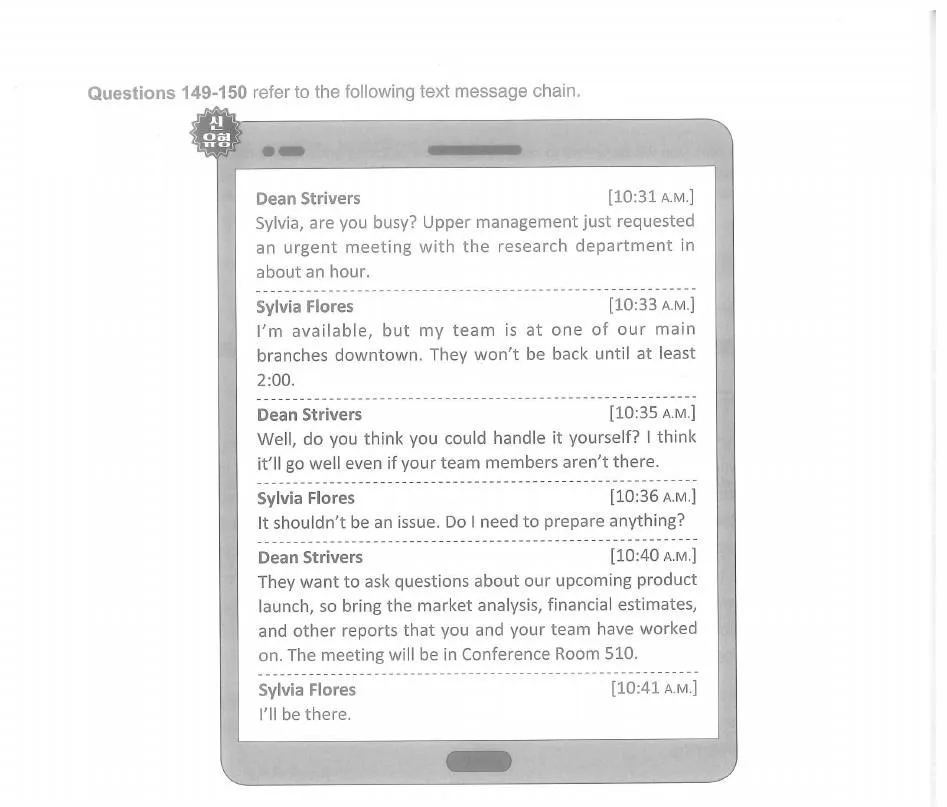 Questions 149-150 refer to the following text message chain.
신
유형
Dean Strivers [10:31 A.M.]
Sylvia, are you busy? Upper management just requested
an urgent meeting with the research department in
about an hour.
Sylvia Flores [10:33 A.M.]
I'm available, but my team is at one of our main
branches downtown. They won't be back until at least
2:00.
Dean Strivers [10:35 A.M.]
Well, do you think you could handle it yourself? I think
it'll go well even if your team members aren't there.
Sylvia Flores [10:36 A.M.]
It shouldn't be an issue. Do I need to prepare anything?
Dean Strivers [10:40 A.M.]
They want to ask questions about our upcoming product
launch, so bring the market analysis, financial estimates,
and other reports that you and your team have worked
on. The meeting will be in Conference Room 510.
Sylvia Flores [10:41 A.M.]
I'll be there.